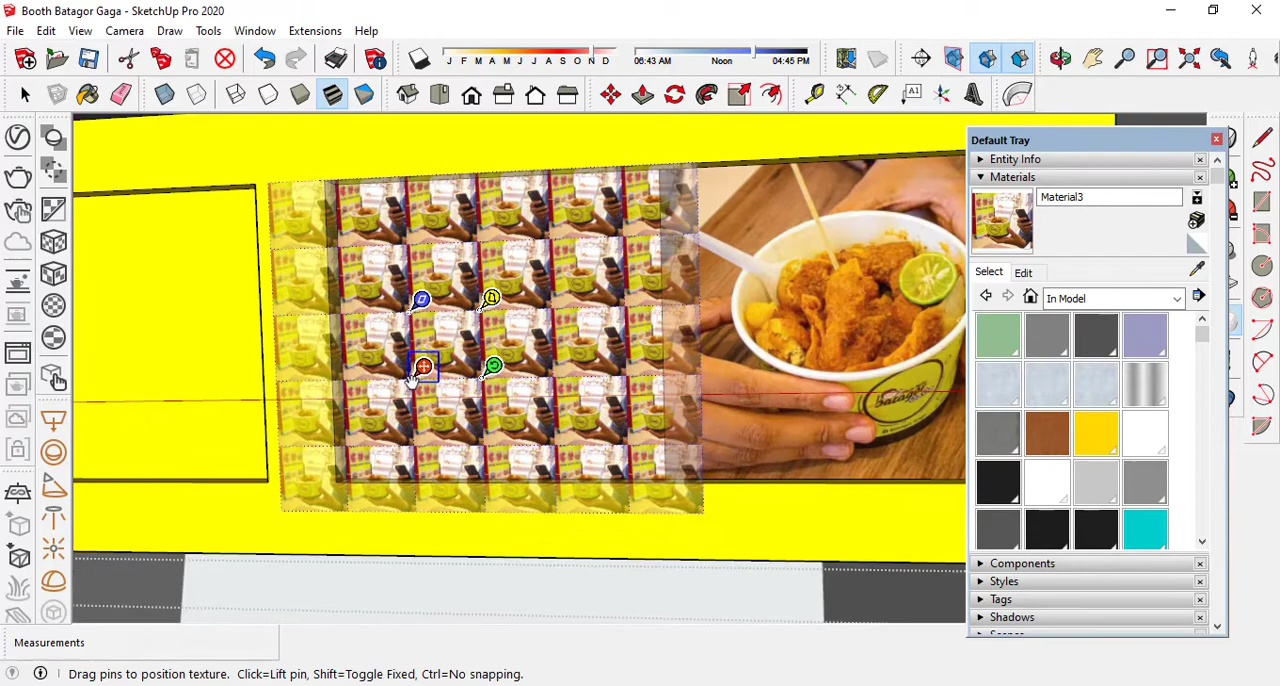 Booth Batagor Gaga - SketchUp Pro 2020
File Edit View Camera Draw Tools Window Extensions Help
J F M A M J J A S O N D
06:43 AM Noon 04:45 PM
A1
Default Tray
Entity Info
Materials
Material3
Select Edit
In Model
batagor
Components
Styles
Tags
Shadows
Measurements
Drag pins to position texture. Click=Lift pin, Shift=Toggle Fixed, Ctrl=No snapping.